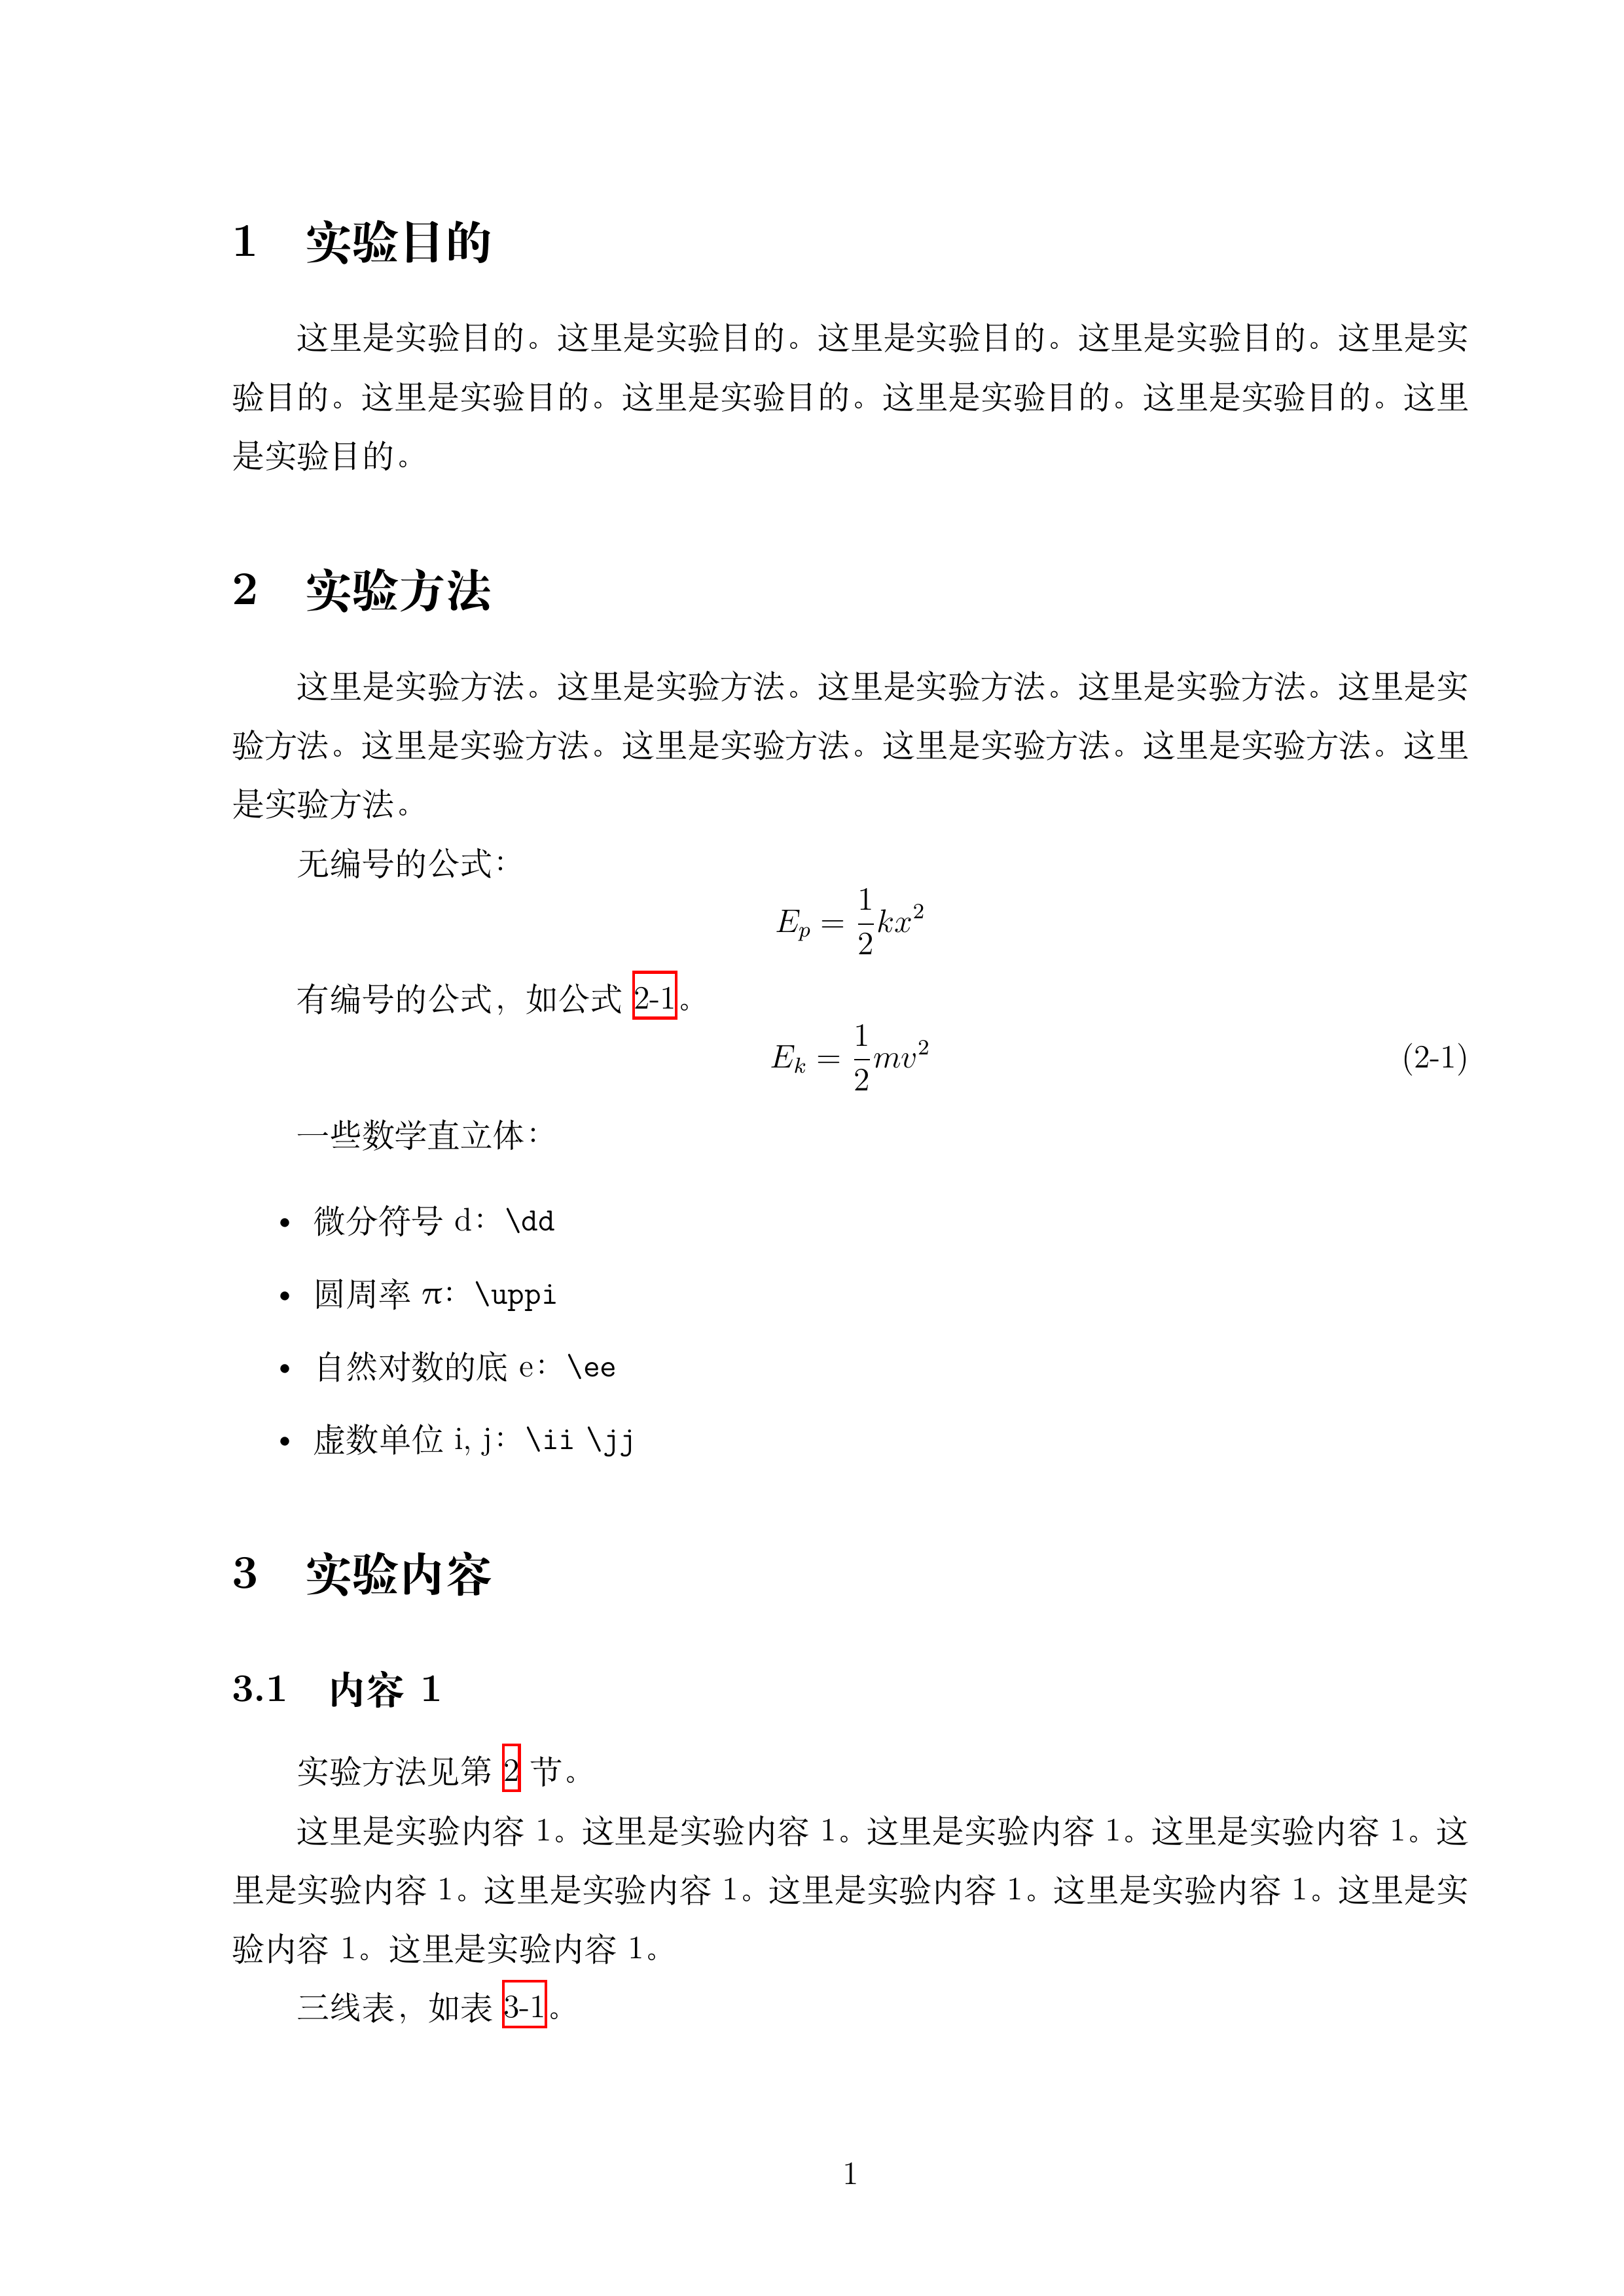 1 实验目的
这里是实验目的。这里是实验目的。这里是实验目的。这里是实验目的。这里是实
验目的。这里是实验目的。这里是实验目的。这里是实验目的。这里是实验目的。这里
是实验目的。
2 实验方法
这里是实验方法。这里是实验方法。这里是实验方法。这里是实验方法。这里是实
验方法。这里是实验方法。这里是实验方法。这里是实验方法。这里是实验方法。这里
是实验方法。
无编号的公式：
$E_p = \frac{1}{2}kx^2$
有编号的公式，如公式 2-1。
$E_k = \frac{1}{2}mv^2$ (2-1)
一些数学直立体：
• 微分符号 d：\dd
• 圆周率 π：\uppi
• 自然对数的底 e：\ee
• 虚数单位 i, j：\ii \jj
3 实验内容
3.1 内容 1
实验方法见第 2 节。
这里是实验内容 1。这里是实验内容 1。这里是实验内容 1。这里是实验内容 1。这
里是实验内容 1。这里是实验内容 1。这里是实验内容 1。这里是实验内容 1。这里是实
验内容 1。这里是实验内容 1。
三线表，如表 3-1。
1